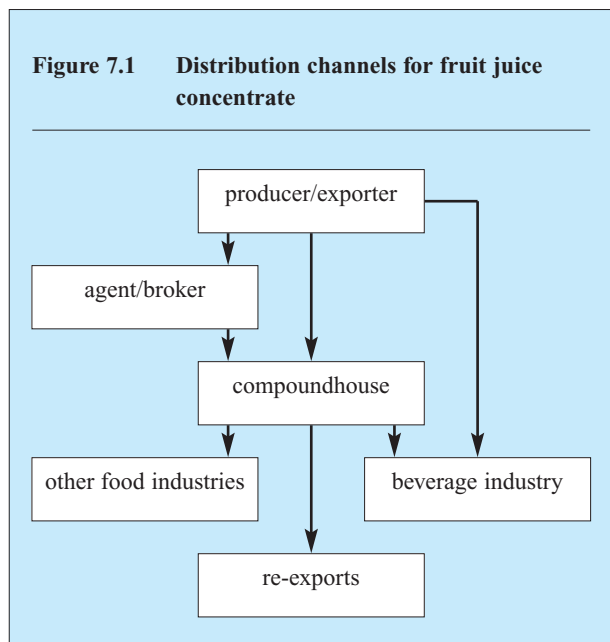 Figure 7.1 Distribution channels for fruit juice
concentrate
producer/exporter
agent/broker
compoundhouse
other food industries
beverage industry
re-exports